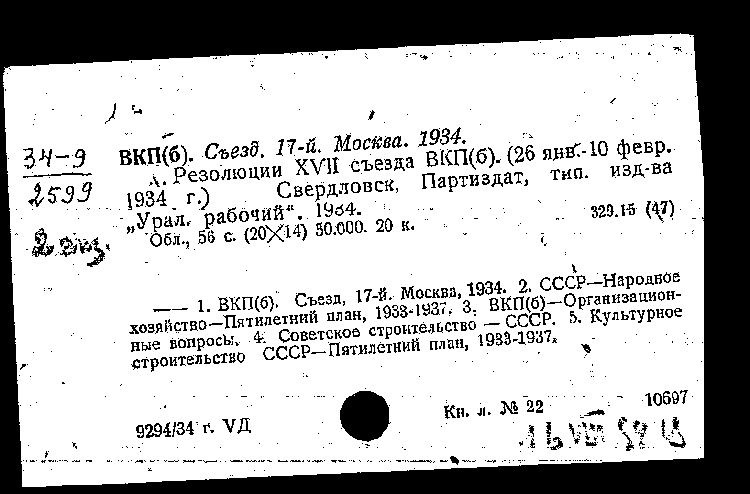 34-9
2599
2 экз.
ВКП(б). Съезд. 17-й. Москва. 1934.
Резолюции XVII съезда ВКП(б). (26 янв.-10 февр.
1934 г.) Свердловск, Партиздат, тип. изд-ва
„Урал. рабочий“. 1934.
Обл., 56 с. (20×14) 50.000. 20 к.
329.15 (47)
—— 1. ВКП(б). Съезд, 17-й. Москва, 1934. 2. СССР—Народное
хозяйство—Пятилетний план, 1933-1937. 3. ВКП(б)—Организацион-
ные вопросы. 4. Советское строительство — СССР. 5. Культурное
строительство СССР—Пятилетний план, 1933-1937.
9294/34 г. VД
Кн. л. № 22
10697